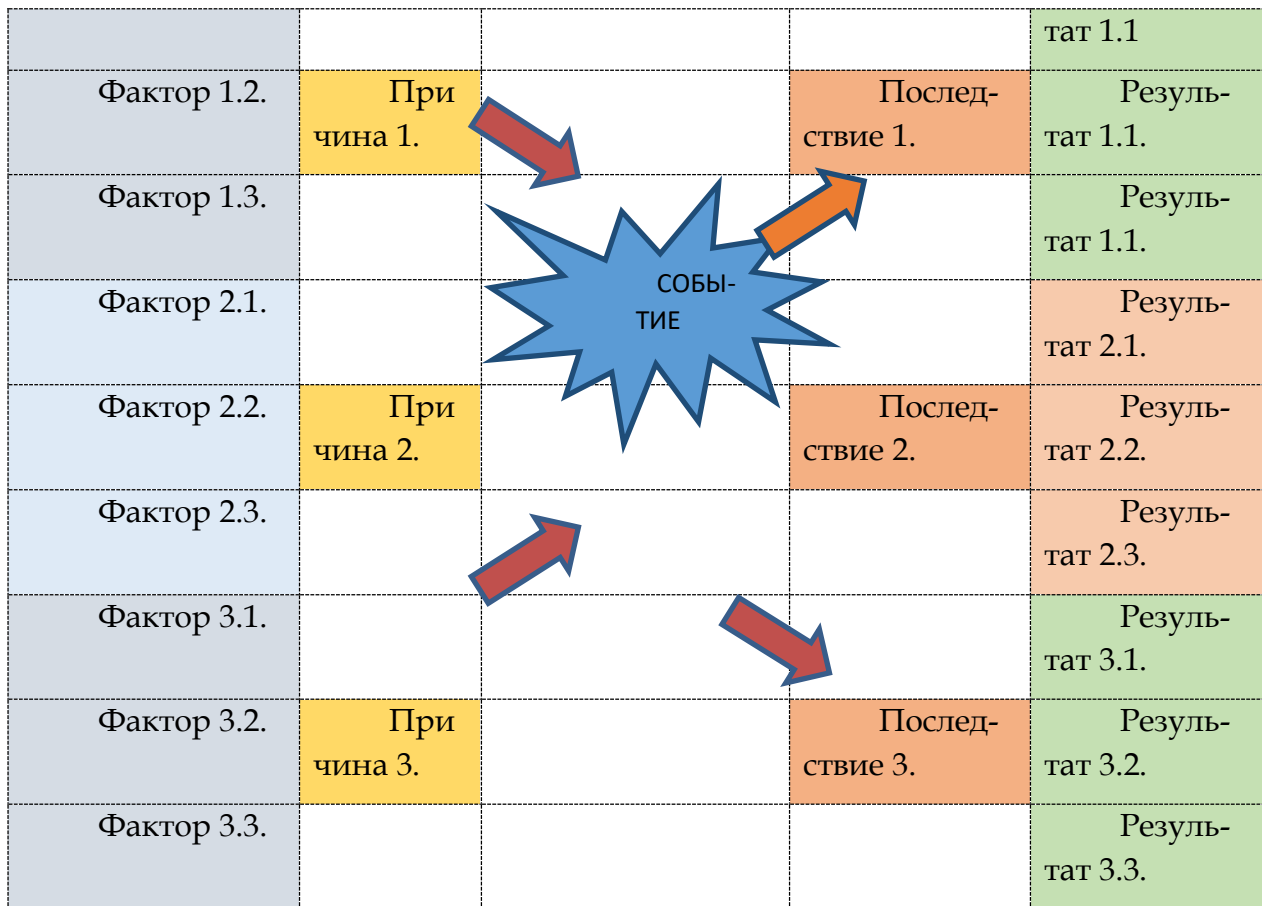 тат 1.1
Фактор 1.2.
При
чина 1.
Послед-
ствие 1.
Резуль-
тат 1.1.
Фактор 1.3.
Резуль-
тат 1.1.
СОБЫ-
ТИЕ
Фактор 2.1.
Резуль-
тат 2.1.
Фактор 2.2.
При
чина 2.
Послед-
ствие 2.
Резуль-
тат 2.2.
Фактор 2.3.
Резуль-
тат 2.3.
Фактор 3.1.
Резуль-
тат 3.1.
Фактор 3.2.
При
чина 3.
Послед-
ствие 3.
Резуль-
тат 3.2.
Фактор 3.3.
Резуль-
тат 3.3.